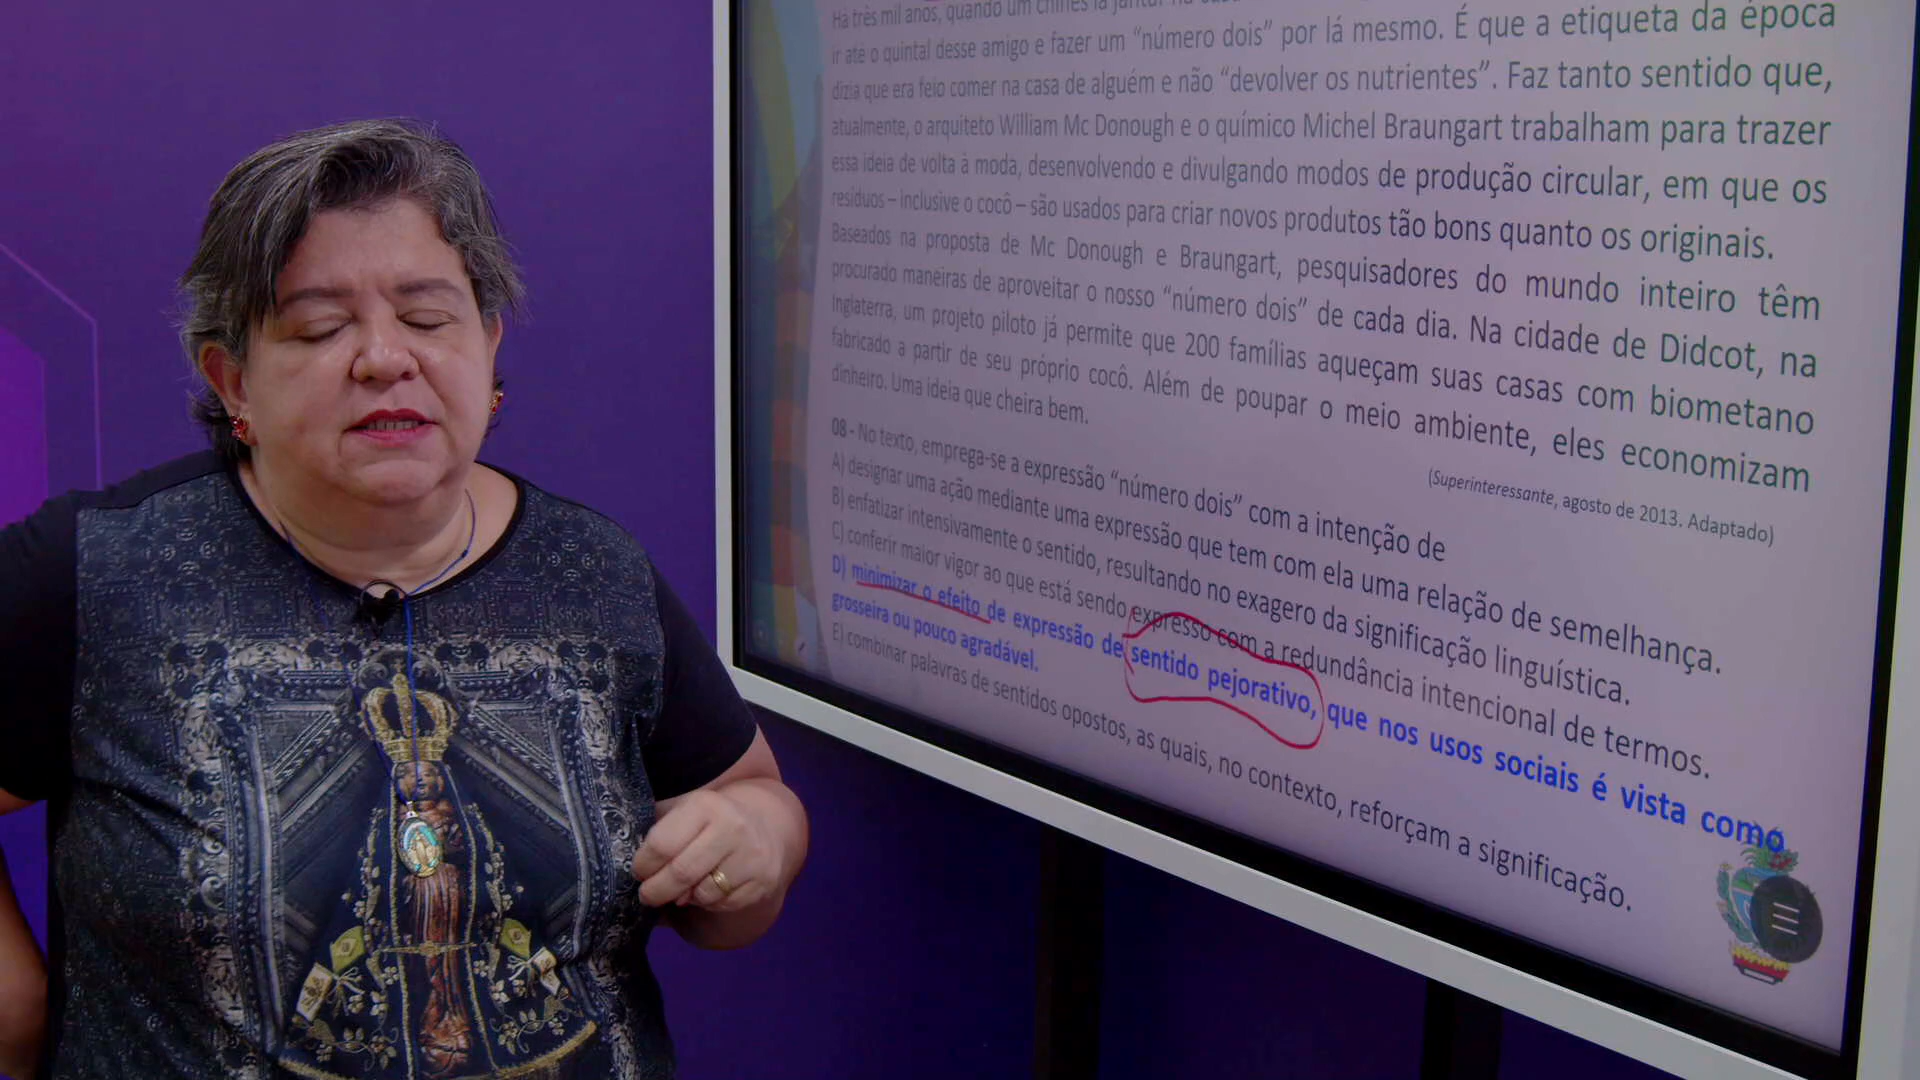 Há três mil anos, quando um chinês ia jantar na
ir até o quintal desse amigo e fazer um “número dois” por lá mesmo. É que a etiqueta da época
dizia que era feio comer na casa de alguém e não “devolver os nutrientes”. Faz tanto sentido que,
atualmente, o arquiteto William Mc Donough e o químico Michel Braungart trabalham para trazer
essa ideia de volta à moda, desenvolvendo e divulgando modos de produção circular, em que os
resíduos – inclusive o cocô – são usados para criar novos produtos tão bons quanto os originais.
Baseados na proposta de Mc Donough e Braungart, pesquisadores do mundo inteiro têm
procurado maneiras de aproveitar o nosso “número dois” de cada dia. Na cidade de Didcot, na
Inglaterra, um projeto piloto já permite que 200 famílias aqueçam suas casas com biometano
fabricado a partir de seu próprio cocô. Além de poupar o meio ambiente, eles economizam
dinheiro. Uma ideia que cheira bem.
(Superinteressante, agosto de 2013. Adaptado)
08 - No texto, emprega-se a expressão “número dois” com a intenção de
A) designar uma ação mediante uma expressão que tem com ela uma relação de semelhança.
B) enfatizar intensivamente o sentido, resultando no exagero da significação linguística.
C) conferir maior vigor ao que está sendo expresso com a redundância intencional de termos.
D) minimizar o efeito de expressão de sentido pejorativo, que nos usos sociais é vista como
grosseira ou pouco agradável.
E) combinar palavras de sentidos opostos, as quais, no contexto, reforçam a significação.